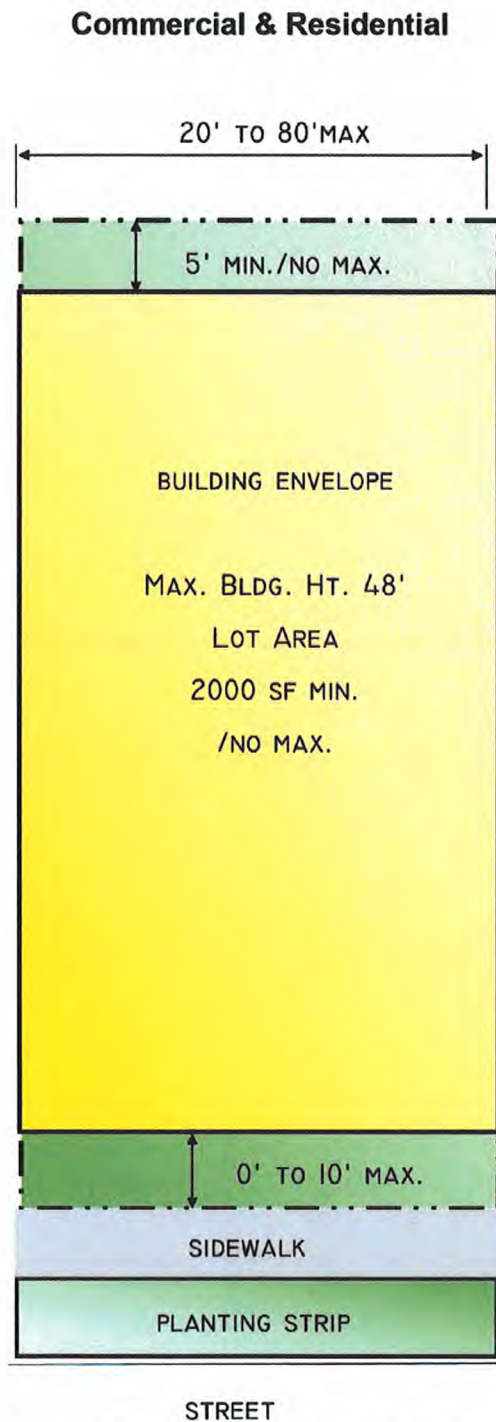 Commercial & Residential
20' TO 80'MAX
5' MIN./NO MAX.
BUILDING ENVELOPE
MAX. BLDG. HT. 48'
LOT AREA
2000 SF MIN.
/NO MAX.
0' TO 10' MAX.
SIDEWALK
PLANTING STRIP
STREET